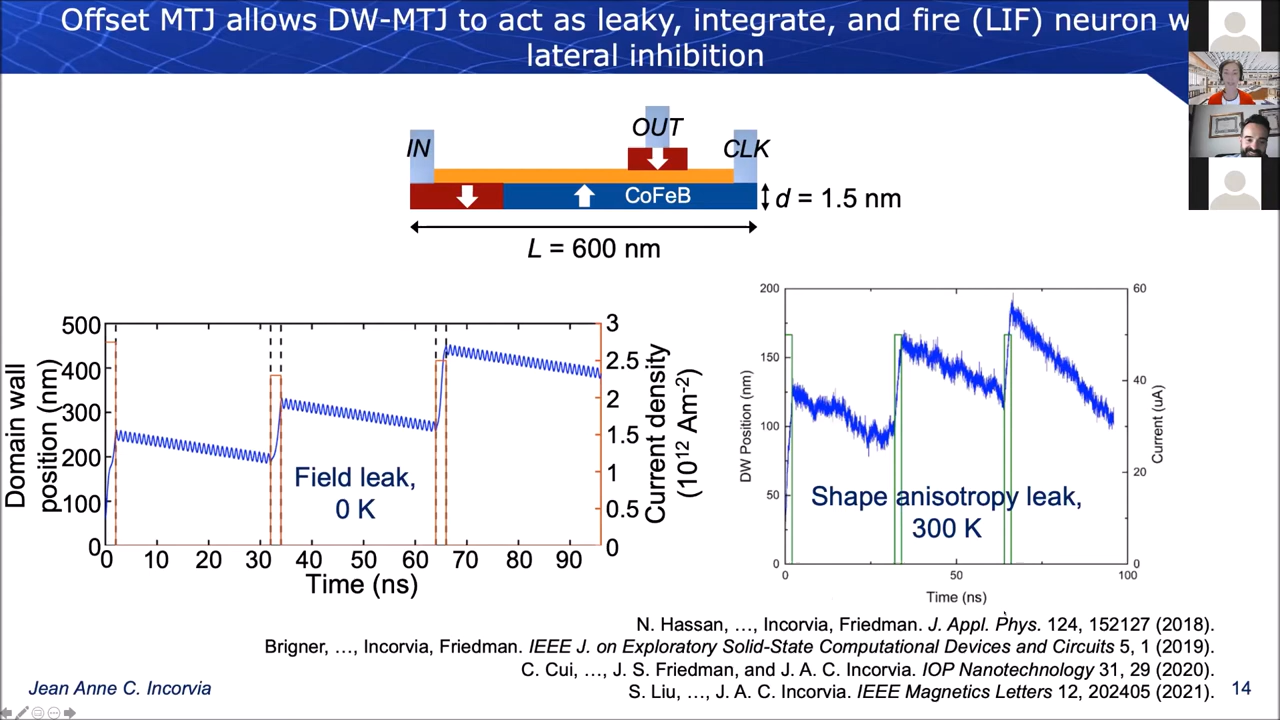 Offset MTJ allows DW-MTJ to act as leaky, integrate, and fire (LIF) neuron w
lateral inhibition
IN
OUT
CLK
CoFeB
d = 1.5 nm
L = 600 nm
Domain wall
position (nm)
500
400
300
200
100
0
0 10 20 30 40 50 60 70 80 90
Time (ns)
3
2.5
2
1.5
1
0.5
0
Current density
(10¹² Am-²)
Field leak,
0 K
DW Position (nm)
200
150
100
50
0
0 50 100
Time (ns)
60
40
20
0
Current (uA)
Shape anisotropy leak,
300 K
N. Hassan, …, Incorvia, Friedman. J. Appl. Phys. 124, 152127 (2018).
Brigner, …, Incorvia, Friedman. IEEE J. on Exploratory Solid-State Computational Devices and Circuits 5, 1 (2019).
C. Cui, …, J. S. Friedman, and J. A. C. Incorvia. IOP Nanotechnology 31, 29 (2020).
S. Liu, …, J. A. C. Incorvia. IEEE Magnetics Letters 12, 202405 (2021).
Jean Anne C. Incorvia
14